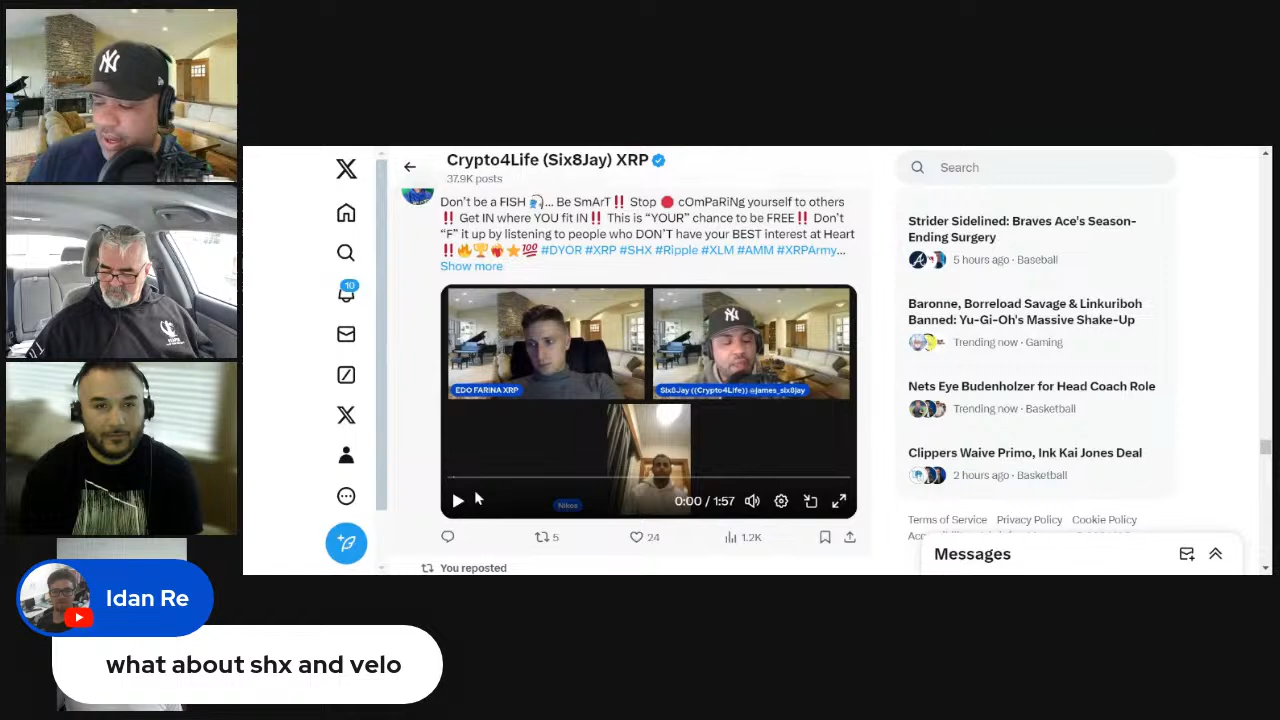 Crypto4Life (Six8Jay) XRP
37.9K posts
Don't be a FISH 🎣... Be SmArT‼️ Stop 🛑 cOmPaRiNg yourself to others
‼️ Get IN where YOU fit IN‼️ This is “YOUR” chance to be FREE‼️ Don't
“F” it up by listening to people who DON'T have your BEST interest at Heart
‼️🔥🏆❤️‍🔥⭐💯 #DYOR #XRP #SHX #Ripple #XLM #AMM #XRPArmy...
Show more
EDO FARINA XRP
Six8Jay ((Crypto4Life)) @james_six8jay
Nikos
0:00 / 1:57
5
24
1.2K
You reposted
10
Search
Strider Sidelined: Braves Ace's Season-
Ending Surgery
5 hours ago · Baseball
Baronne, Borreload Savage & Linkuriboh
Banned: Yu-Gi-Oh's Massive Shake-Up
Trending now · Gaming
Nets Eye Budenholzer for Head Coach Role
Trending now · Basketball
Clippers Waive Primo, Ink Kai Jones Deal
2 hours ago · Basketball
Terms of Service Privacy Policy Cookie Policy
Messages
Idan Re
what about shx and velo